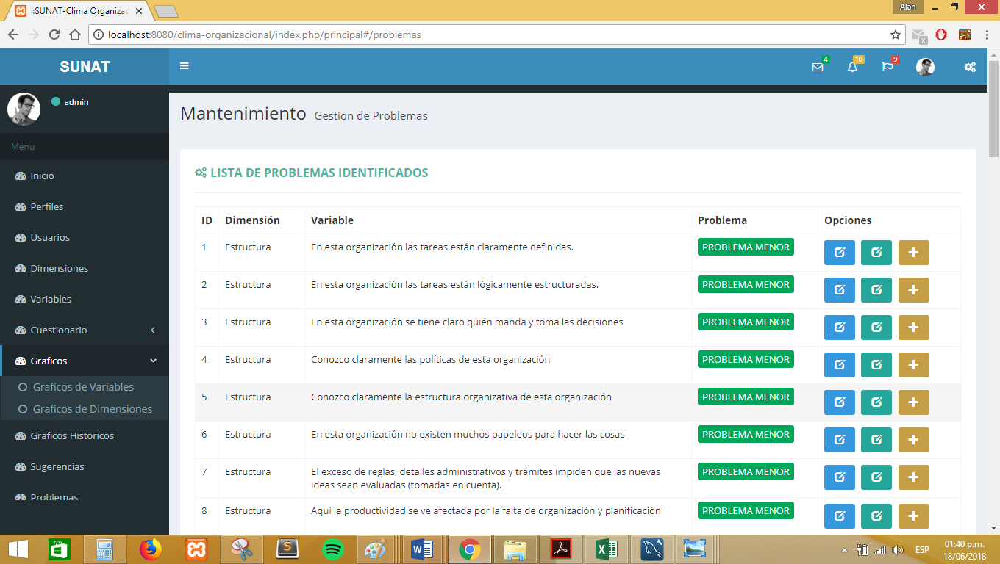 ::SUNAT-Clima Organizac
Alan
localhost:8080/clima-organizacional/index.php/principal#/problemas
SUNAT
4
10
9
admin
Menu
Inicio
Perfiles
Usuarios
Dimensiones
Variables
Cuestionario
Graficos
Graficos de Variables
Graficos de Dimensiones
Graficos Historicos
Sugerencias
Problemas
Mantenimiento Gestion de Problemas
LISTA DE PROBLEMAS IDENTIFICADOS
ID Dimensión Variable Problema Opciones
1 Estructura En esta organización las tareas están claramente definidas. PROBLEMA MENOR
2 Estructura En esta organización las tareas están lógicamente estructuradas. PROBLEMA MENOR
3 Estructura En esta organización se tiene claro quién manda y toma las decisiones PROBLEMA MENOR
4 Estructura Conozco claramente las políticas de esta organización PROBLEMA MENOR
5 Estructura Conozco claramente la estructura organizativa de esta organización PROBLEMA MENOR
6 Estructura En esta organización no existen muchos papeleos para hacer las cosas PROBLEMA MENOR
7 Estructura El exceso de reglas, detalles administrativos y trámites impiden que las nuevas PROBLEMA MENOR
ideas sean evaluadas (tomadas en cuenta).
8 Estructura Aquí la productividad se ve afectada por la falta de organización y planificación PROBLEMA MENOR
ESP
01:40 p.m.
18/06/2018